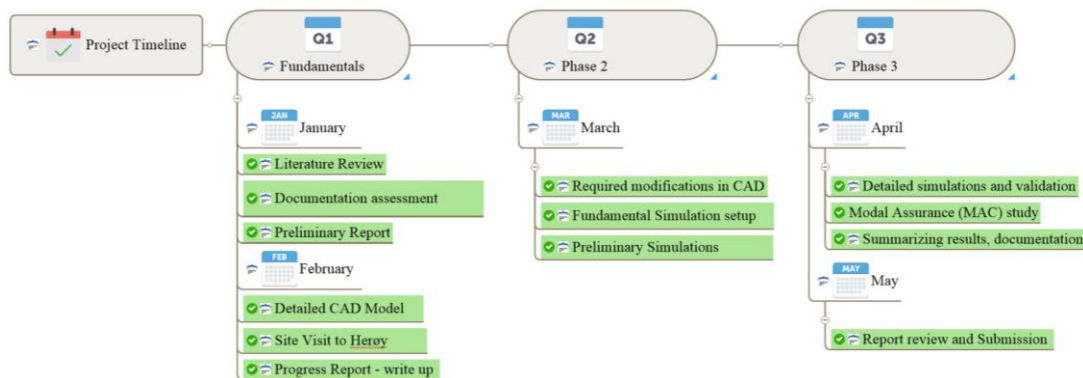 Project Timeline
Q1
Fundamentals
JAN
January
Literature Review
Documentation assessment
Preliminary Report
FEB
February
Detailed CAD Model
Site Visit to Herøy
Progress Report - write up
Q2
Phase 2
MAR
March
Required modifications in CAD
Fundamental Simulation setup
Preliminary Simulations
Q3
Phase 3
APR
April
Detailed simulations and validation
Modal Assurance (MAC) study
Summarizing results, documentation
MAY
May
Report review and Submission